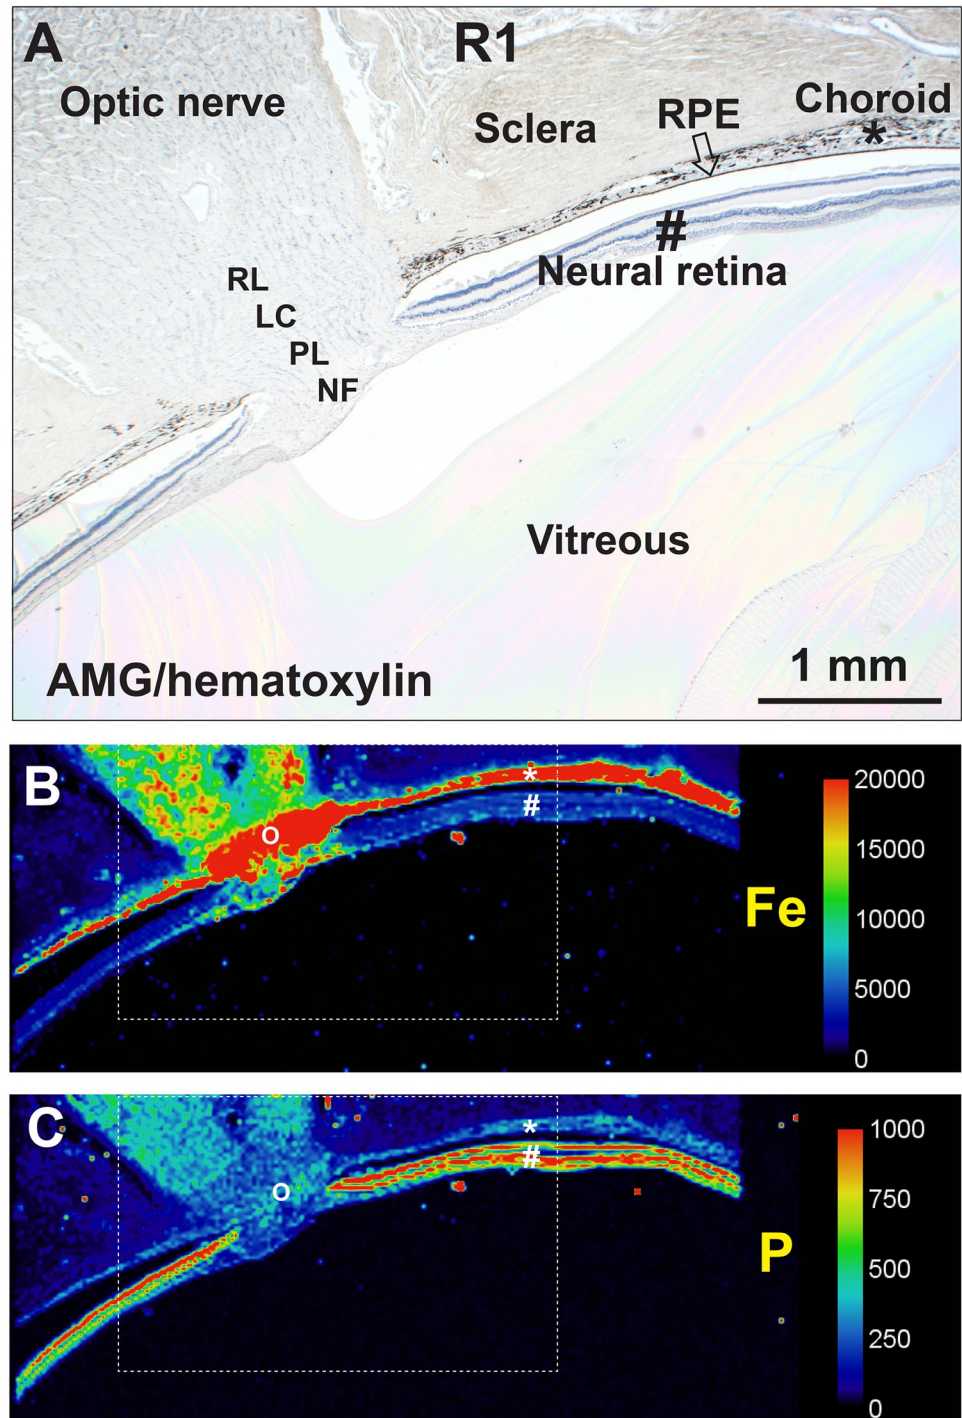 A
R1
Optic nerve
Sclera
RPE
Choroid
*
#
Neural retina
RL
LC
PL
NF
Vitreous
AMG/hematoxylin
1 mm
B
*
#
O
Fe
20000
15000
10000
5000
0
C
*
#
O
P
1000
750
500
250
0